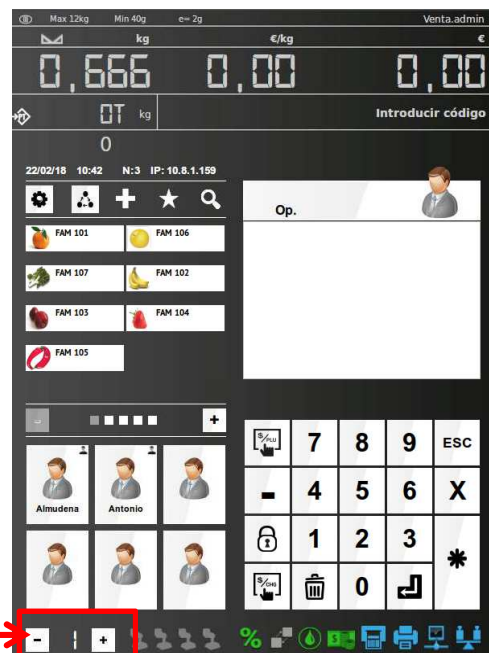 Max 12kg Min 40g e= 2g Venta.admin
kg €/kg €
0,666 0,00 0,00
0T kg Introducir código
0
22/02/18 10:42 N:3 IP: 10.8.1.159
Op.
FAM 101 FAM 106
FAM 107 FAM 102
FAM 103 FAM 104
FAM 105
+
$/PLU 7 8 9 ESC
- 4 5 6 X
Almudena Antonio
1 2 3
*
$/CHG 0
- +
%